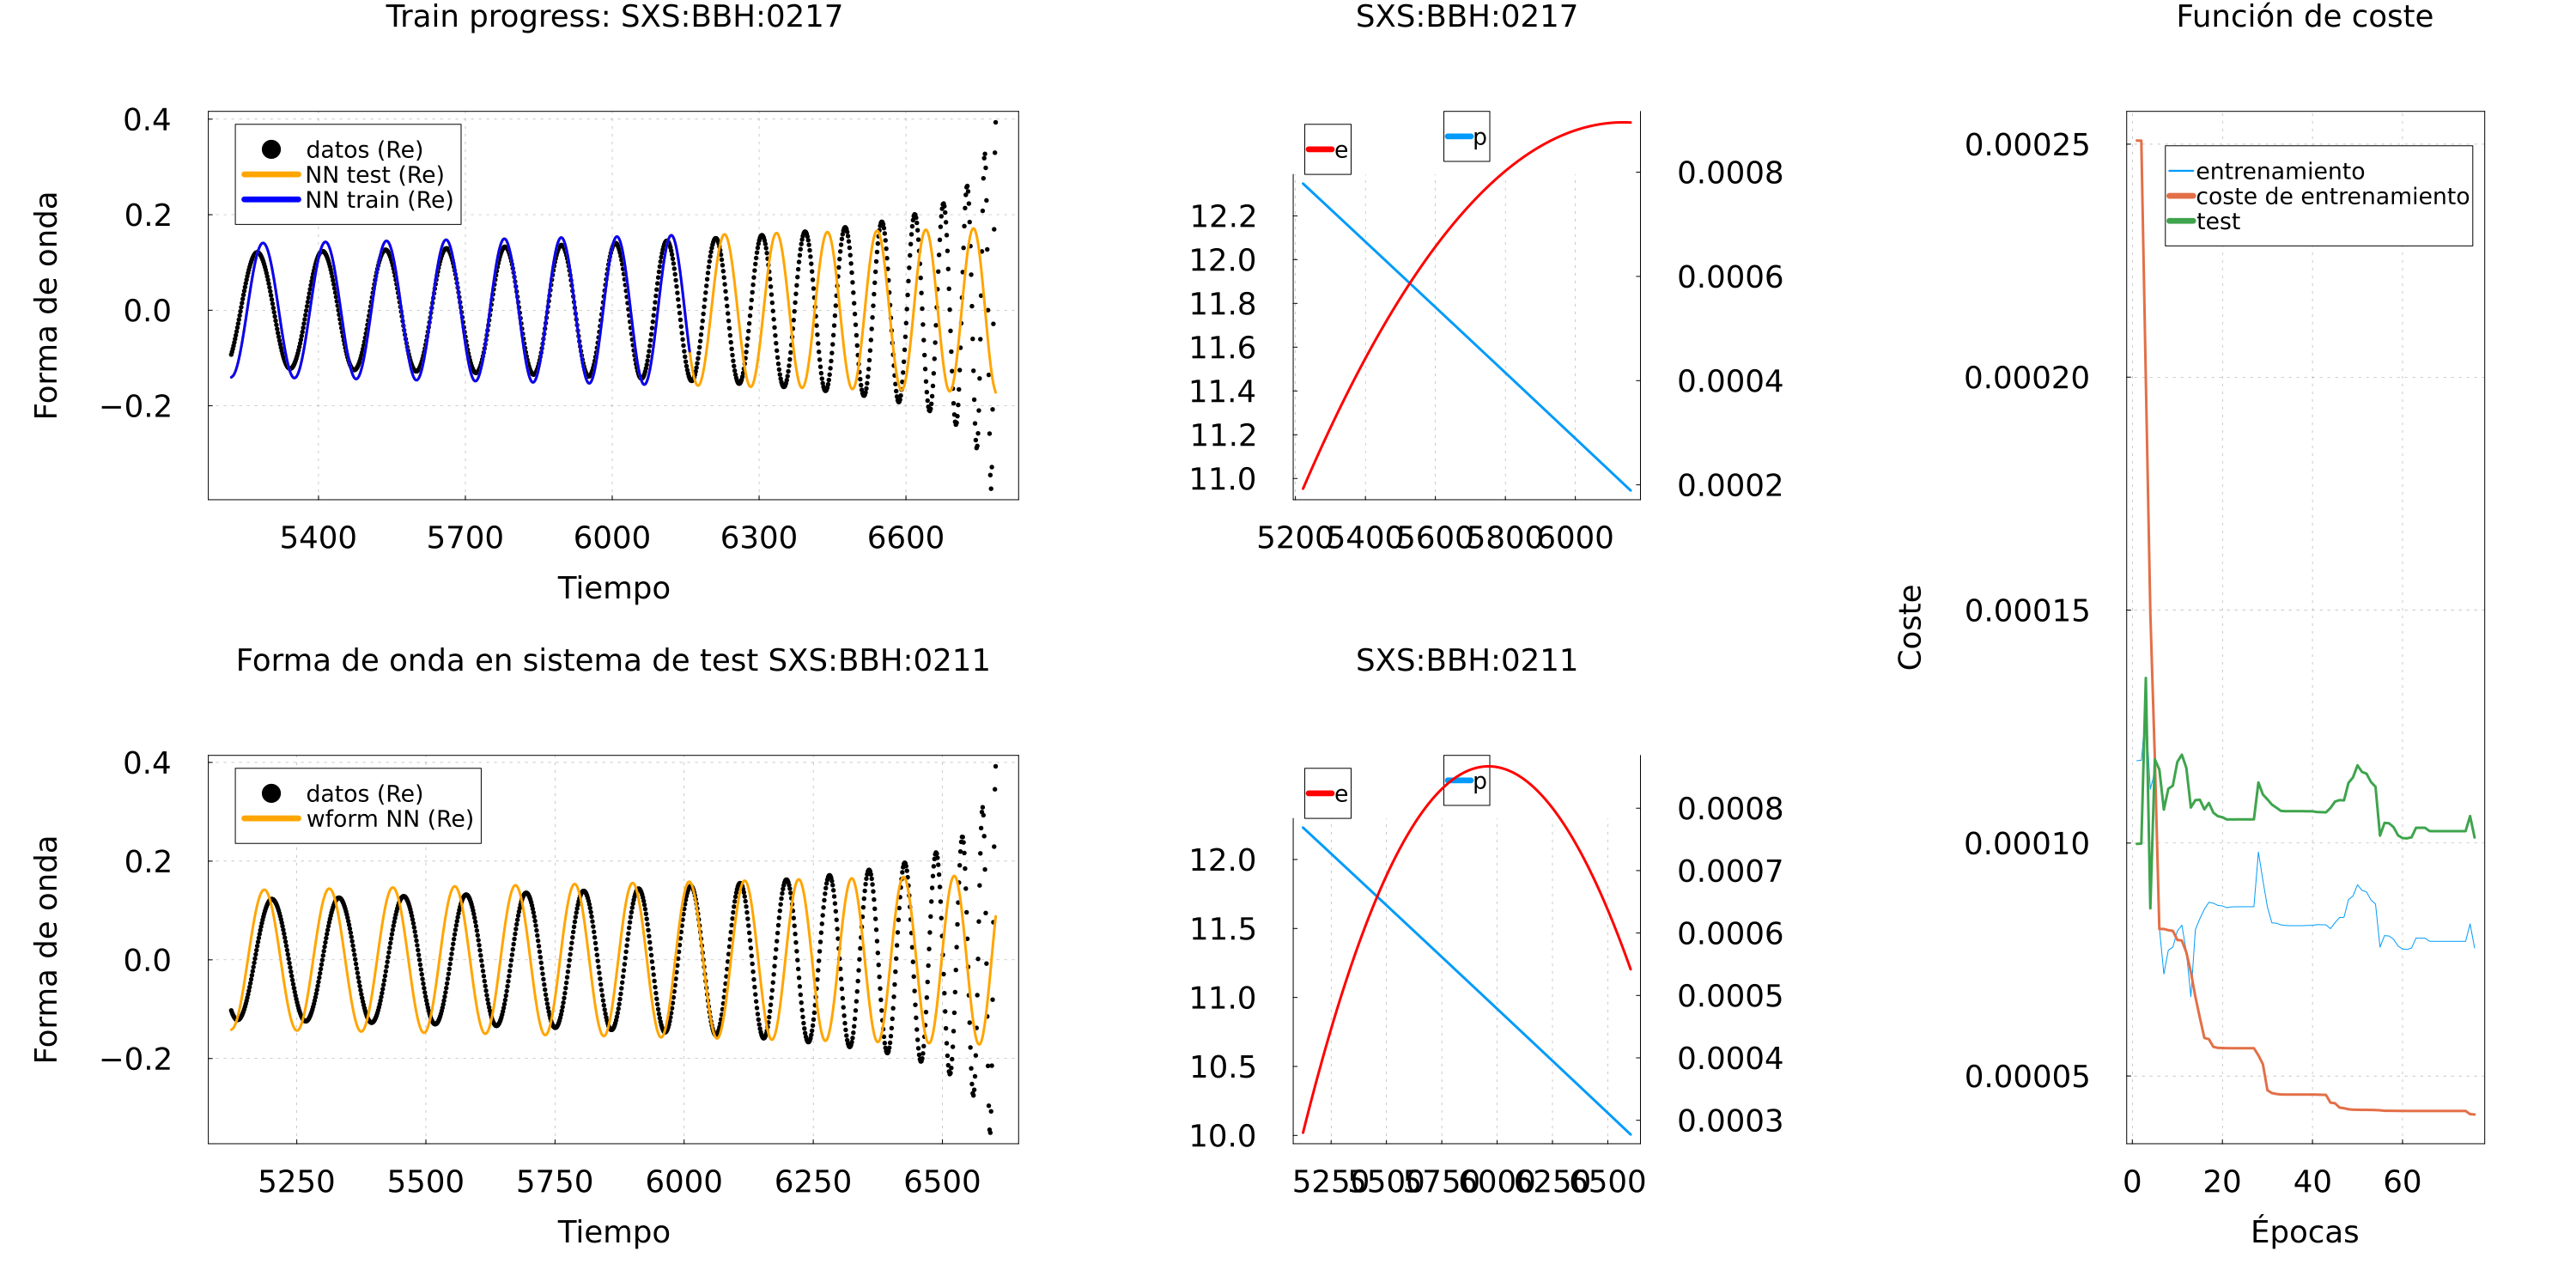 Train progress: SXS:BBH:0217
Forma de onda
0.4
0.2
0.0
−0.2
datos (Re)
NN test (Re)
NN train (Re)
5400 5700 6000 6300 6600
Tiempo
SXS:BBH:0217
e
p
12.2
12.0
11.8
11.6
11.4
11.2
11.0
0.0008
0.0006
0.0004
0.0002
5200 5400 5600 5800 6000
Forma de onda en sistema de test SXS:BBH:0211
Forma de onda
0.4
0.2
0.0
−0.2
datos (Re)
wform NN (Re)
5250 5500 5750 6000 6250 6500
Tiempo
SXS:BBH:0211
e
p
12.0
11.5
11.0
10.5
10.0
0.0008
0.0007
0.0006
0.0005
0.0004
0.0003
5250 5500 5750 6000 6250 6500
Función de coste
Coste
0.00025
0.00020
0.00015
0.00010
0.00005
entrenamiento
coste de entrenamiento
test
0 20 40 60
Épocas